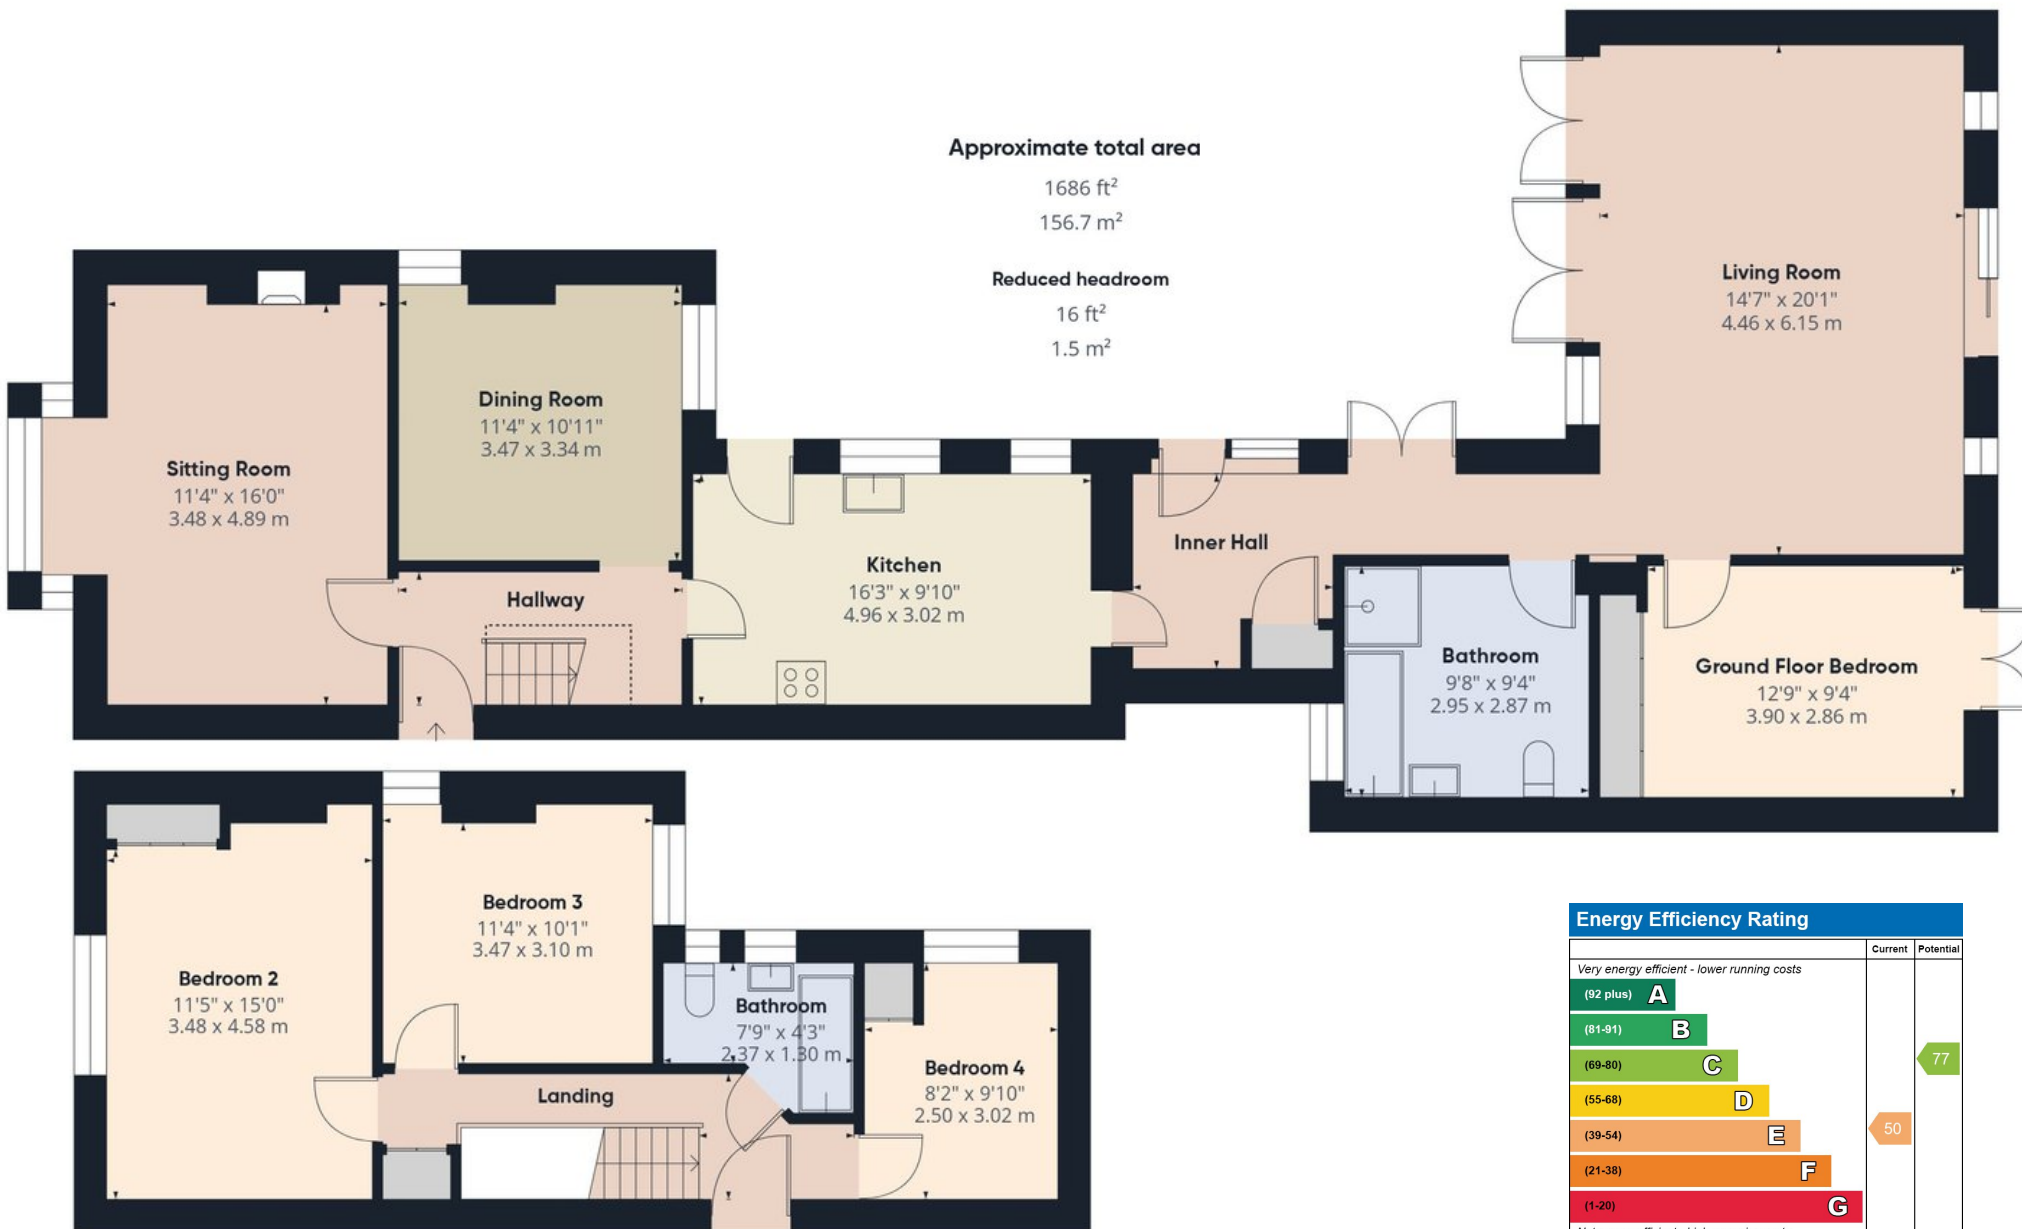 Approximate total area
1686 ft²
156.7 m²
Reduced headroom
16 ft²
1.5 m²
Living Room
14'7" x 20'1"
4.46 x 6.15 m
Dining Room
11'4" x 10'11"
3.47 x 3.34 m
Sitting Room
11'4" x 16'0"
3.48 x 4.89 m
Hallway
Kitchen
16'3" x 9'10"
4.96 x 3.02 m
Inner Hall
Bathroom
9'8" x 9'4"
2.95 x 2.87 m
Ground Floor Bedroom
12'9" x 9'4"
3.90 x 2.86 m
Bedroom 3
11'4" x 10'1"
3.47 x 3.10 m
Bedroom 2
11'5" x 15'0"
3.48 x 4.58 m
Bathroom
7'9" x 4'3"
2.37 x 1.30 m
Bedroom 4
8'2" x 9'10"
2.50 x 3.02 m
Landing
Energy Efficiency Rating
Current Potential
Very energy efficient - lower running costs
(92 plus) A
(81-91) B
(69-80) C
77
(55-68) D
(39-54) E
50
(21-38) F
(1-20) G